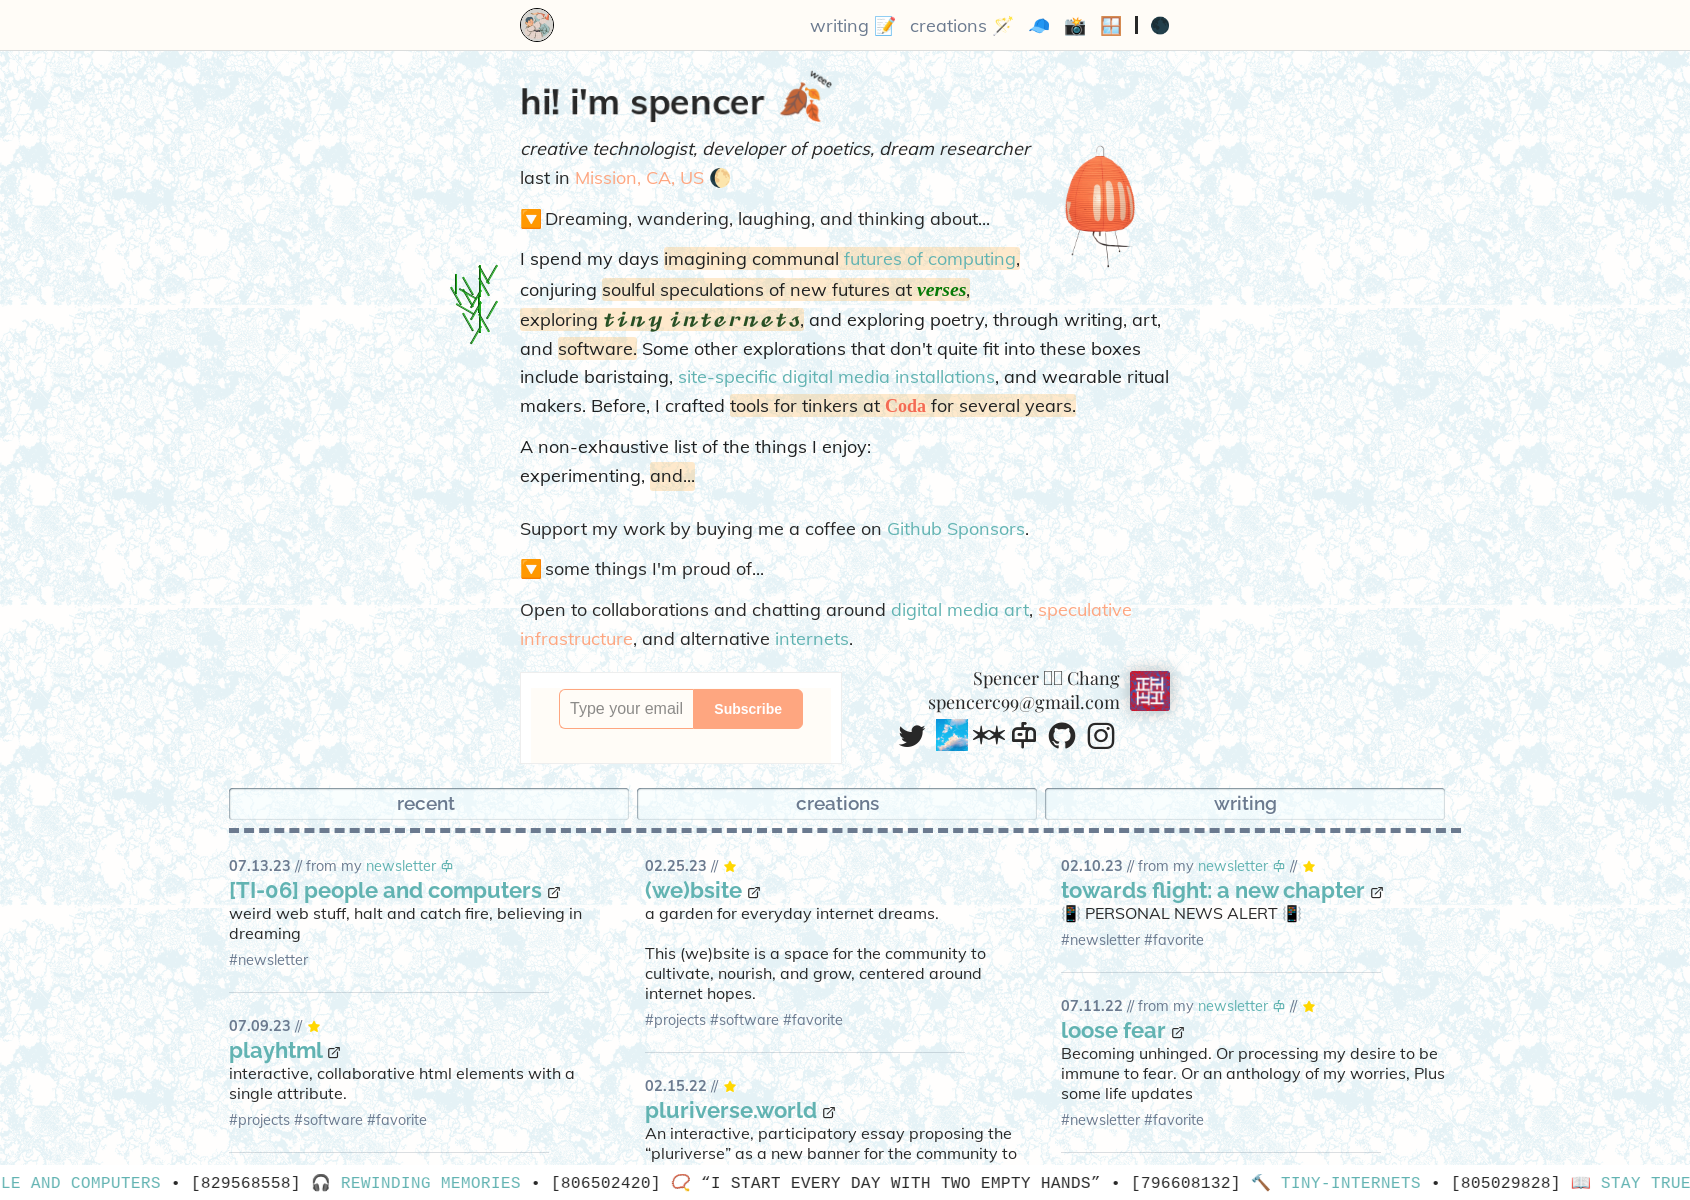 writing 📝 creations 🪄 🧢 📸 🪟 | 🌑
hi! i'm spencer 🍂 weee
creative technologist, developer of poetics, dream researcher
last in Mission, CA, US 🌔
🔽 Dreaming, wandering, laughing, and thinking about...
I spend my days imagining communal futures of computing,
conjuring soulful speculations of new futures at verses,
exploring tiny internets, and exploring poetry, through writing, art,
and software. Some other explorations that don't quite fit into these boxes
include baristaing, site-specific digital media installations, and wearable ritual
makers. Before, I crafted tools for tinkers at Coda for several years.
A non-exhaustive list of the things I enjoy:
experimenting, and...
Support my work by buying me a coffee on Github Sponsors.
🔽 some things I'm proud of...
Open to collaborations and chatting around digital media art, speculative
infrastructure, and alternative internets.
Type your email Subscribe
Spencer Chang
spencerc99@gmail.com
recent
creations
writing
07.13.23 // from my newsletter
[TI-06] people and computers
weird web stuff, halt and catch fire, believing in
dreaming
#newsletter
07.09.23 // ⭐
playhtml
interactive, collaborative html elements with a
single attribute.
#projects #software #favorite
02.25.23 // ⭐
(we)bsite
a garden for everyday internet dreams.
This (we)bsite is a space for the community to
cultivate, nourish, and grow, centered around
internet hopes.
#projects #software #favorite
02.15.22 // ⭐
pluriverse.world
An interactive, participatory essay proposing the
“pluriverse” as a new banner for the community to
02.10.23 // from my newsletter // ⭐
towards flight: a new chapter
📳 PERSONAL NEWS ALERT 📳
#newsletter #favorite
07.11.22 // from my newsletter // ⭐
loose fear
Becoming unhinged. Or processing my desire to be
immune to fear. Or an anthology of my worries, Plus
some life updates
#newsletter #favorite
LE AND COMPUTERS • [829568558] 🎧 REWINDING MEMORIES • [806502420] 📿 “I START EVERY DAY WITH TWO EMPTY HANDS” • [796608132] 🔨 TINY-INTERNETS • [805029828] 📖 STAY TRUE